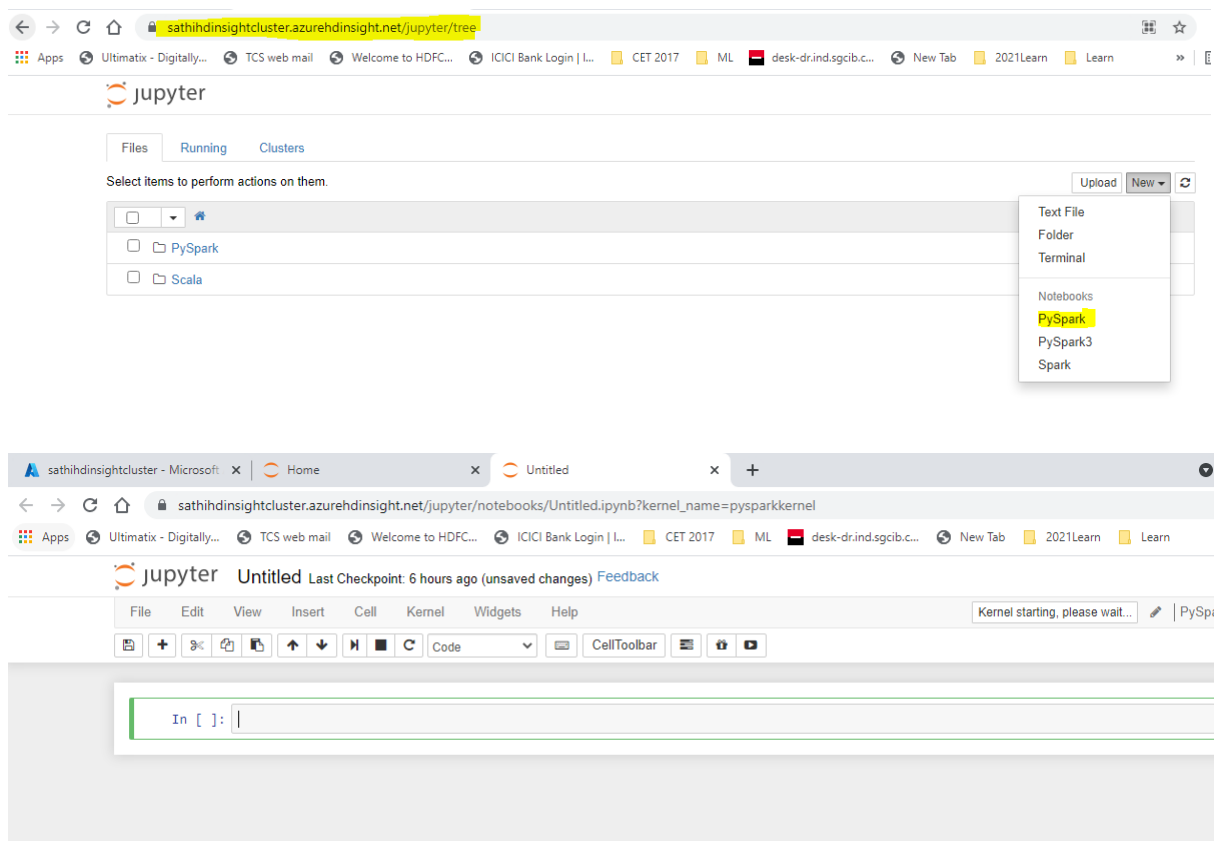 sathihdinsightcluster.azurehdinsight.net/jupyter/tree
Apps Ultimatix - Digitally... TCS web mail Welcome to HDFC... ICICI Bank Login | I... CET 2017 ML desk-dr.ind.sgcib.c... New Tab 2021Learn Learn »
jupyter
Files Running Clusters
Select items to perform actions on them.
Upload New
Text File
PySpark
Folder
Terminal
Scala
Notebooks
PySpark
PySpark3
Spark
sathihdinsightcluster - Microsoft Home Untitled
sathihdinsightcluster.azurehdinsight.net/jupyter/notebooks/Untitled.ipynb?kernel_name=pysparkkernel
Apps Ultimatix - Digitally... TCS web mail Welcome to HDFC... ICICI Bank Login | I... CET 2017 ML desk-dr.ind.sgcib.c... New Tab 2021Learn Learn
jupyter Untitled Last Checkpoint: 6 hours ago (unsaved changes) Feedback
File Edit View Insert Cell Kernel Widgets Help Kernel starting, please wait... PySpa
Code CellToolbar
In [ ]: